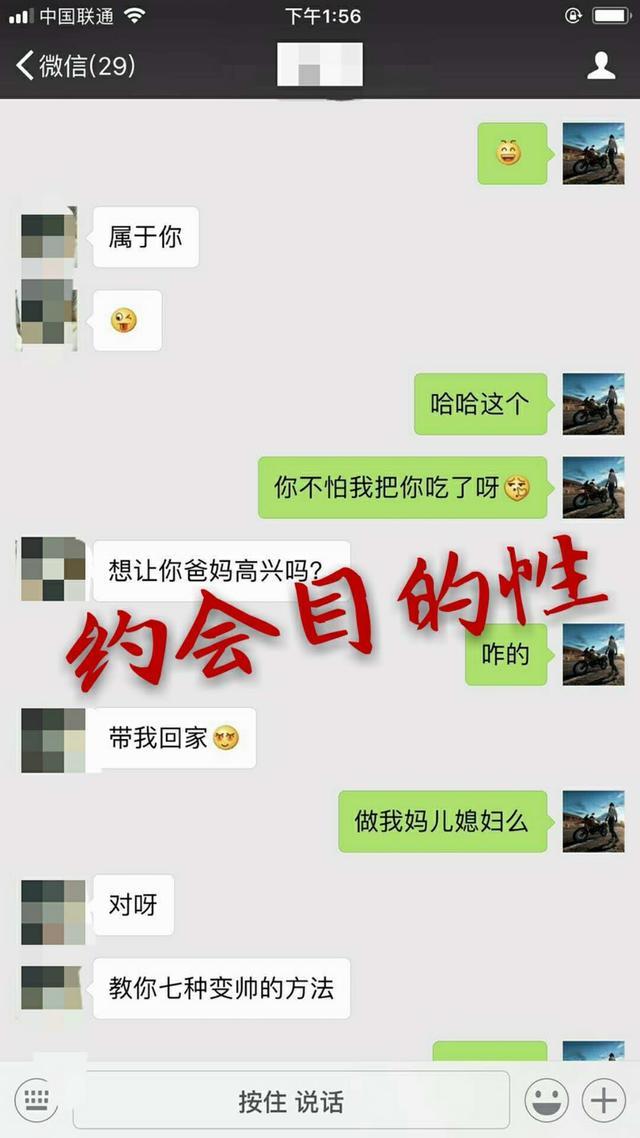 中国联通
下午1:56
微信(29)
属于你
哈哈这个
你不怕我把你吃了呀
想让你爸妈高兴吗?
约会目的性
咋的
带我回家
做我妈儿媳妇么
对呀
教你七种变帅的方法
按住 说话